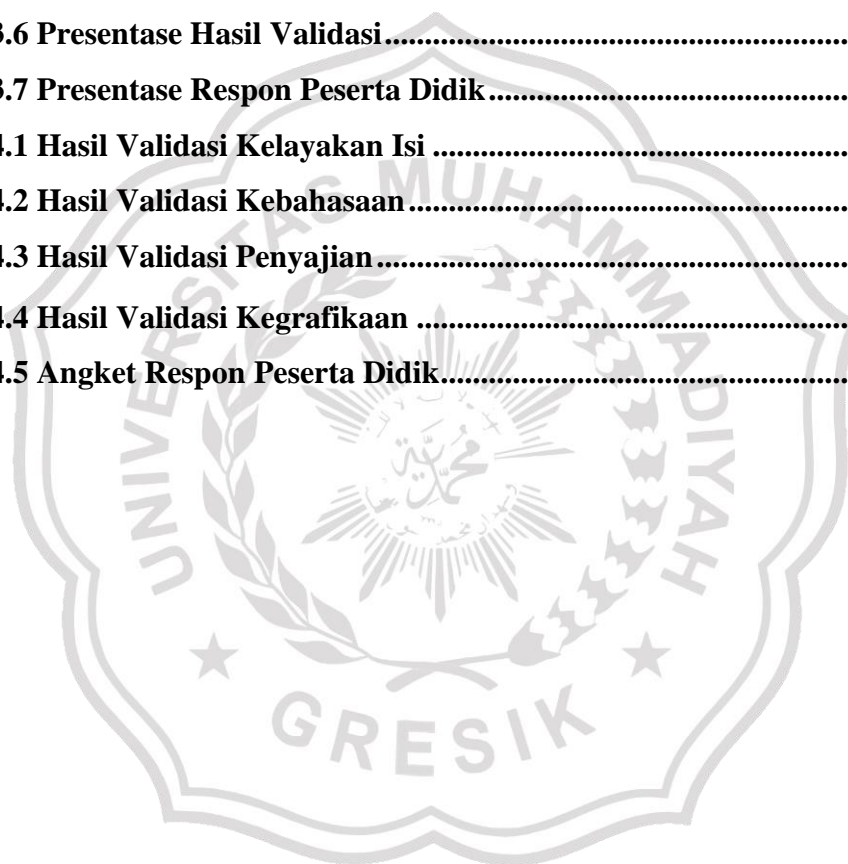 3.6 Presentase Hasil Validasi................................................................
3.7 Presentase Respon Peserta Didik................................................
4.1 Hasil Validasi Kelayakan Isi ........................................................
4.2 Hasil Validasi Kebahasaan...........................................................
4.3 Hasil Validasi Penyajian...............................................................
4.4 Hasil Validasi Kegrafikaan ..........................................................
4.5 Angket Respon Peserta Didik.......................................................
UNIVERSITAS MUHAMMADIYAH
GRESIK